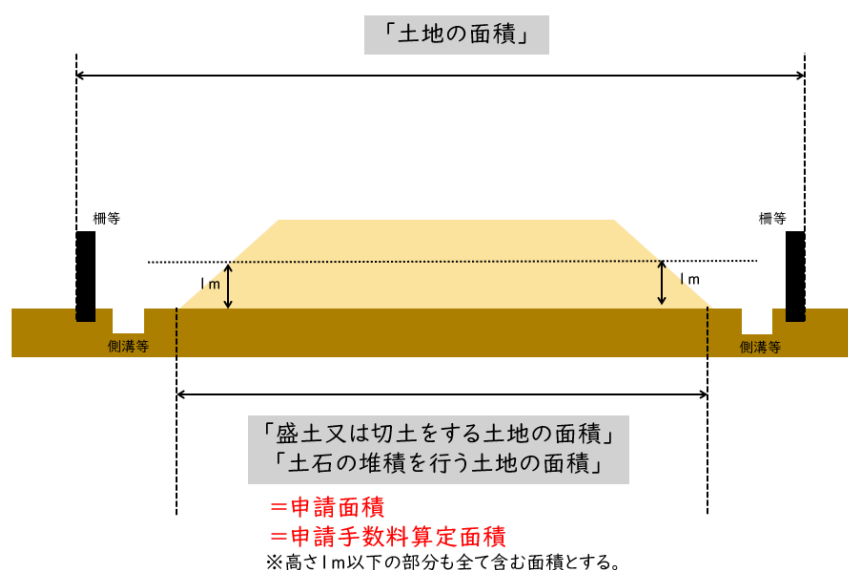 「土地の面積」
柵等
柵等
1m
1m
側溝等
側溝等
「盛土又は切土をする土地の面積」
「土石の堆積を行う土地の面積」
＝申請面積
＝申請手数料算定面積
※高さ1m以下の部分も全て含む面積とする。